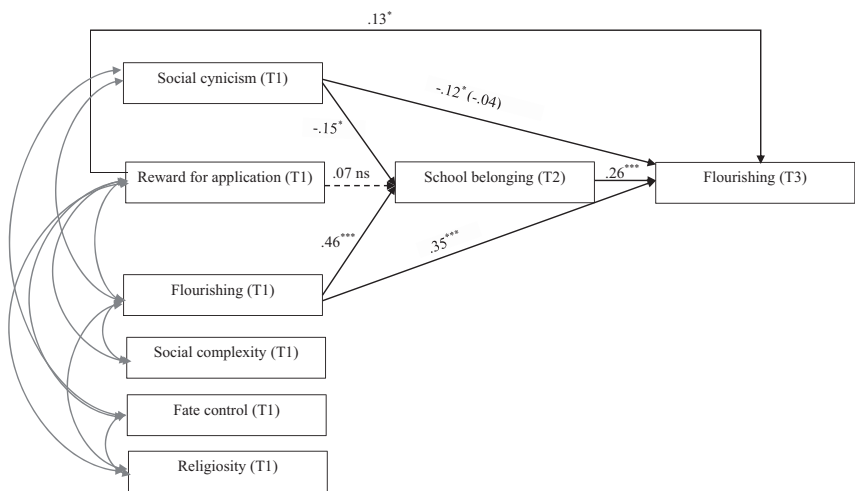 .13*
Social cynicism (T1)
-.12*(-.04)
-.15*
Reward for application (T1)
.07 ns
School belonging (T2)
.26***
Flourishing (T3)
.46***
.35***
Flourishing (T1)
Social complexity (T1)
Fate control (T1)
Religiosity (T1)